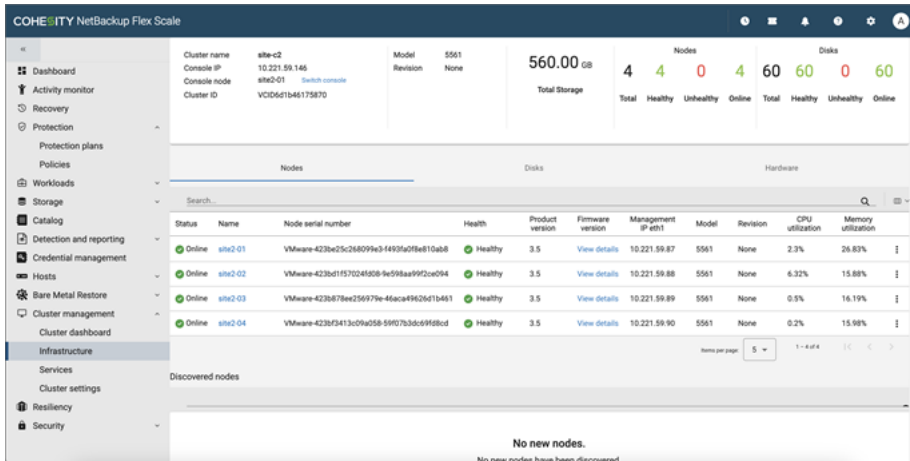 COHESITY NetBackup Flex Scale
A
Dashboard
Activity monitor
Recovery
Protection
Protection plans
Policies
Workloads
Storage
Catalog
Detection and reporting
Credential management
Hosts
Bare Metal Restore
Cluster management
Cluster dashboard
Infrastructure
Services
Cluster settings
Resiliency
Security
Cluster name site-c2
Console IP 10.221.59.146
Console node site2-01 Switch console
Cluster ID VCID6d1b46175870
Model 5561
Revision None
560.00 GB
Total Storage
Nodes
4 4 0 4
Total Healthy Unhealthy Online
Disks
60 60 0 60
Total Healthy Unhealthy Online
Nodes Disks Hardware
Search...
Status Name Node serial number Health Product version Firmware version Management IP eth1 Model Revision CPU utilization Memory utilization
Online site2-01 VMware-423be25c268099e3-f493fa0f8e810ab8 Healthy 3.5 View details 10.221.59.87 5561 None 2.3% 26.83%
Online site2-02 VMware-423bd1f57024fd08-9e598aa99f2ce094 Healthy 3.5 View details 10.221.59.88 5561 None 6.32% 15.88%
Online site2-03 VMware-423b878ee256979e-46aca49626d1b461 Healthy 3.5 View details 10.221.59.89 5561 None 0.5% 16.19%
Online site2-04 VMware-423bf3413c09a058-59f07b3dc69fd8cd Healthy 3.5 View details 10.221.59.90 5561 None 0.2% 15.98%
Items per page: 5 1 – 4 of 4
Discovered nodes
No new nodes.
No new nodes have been discovered